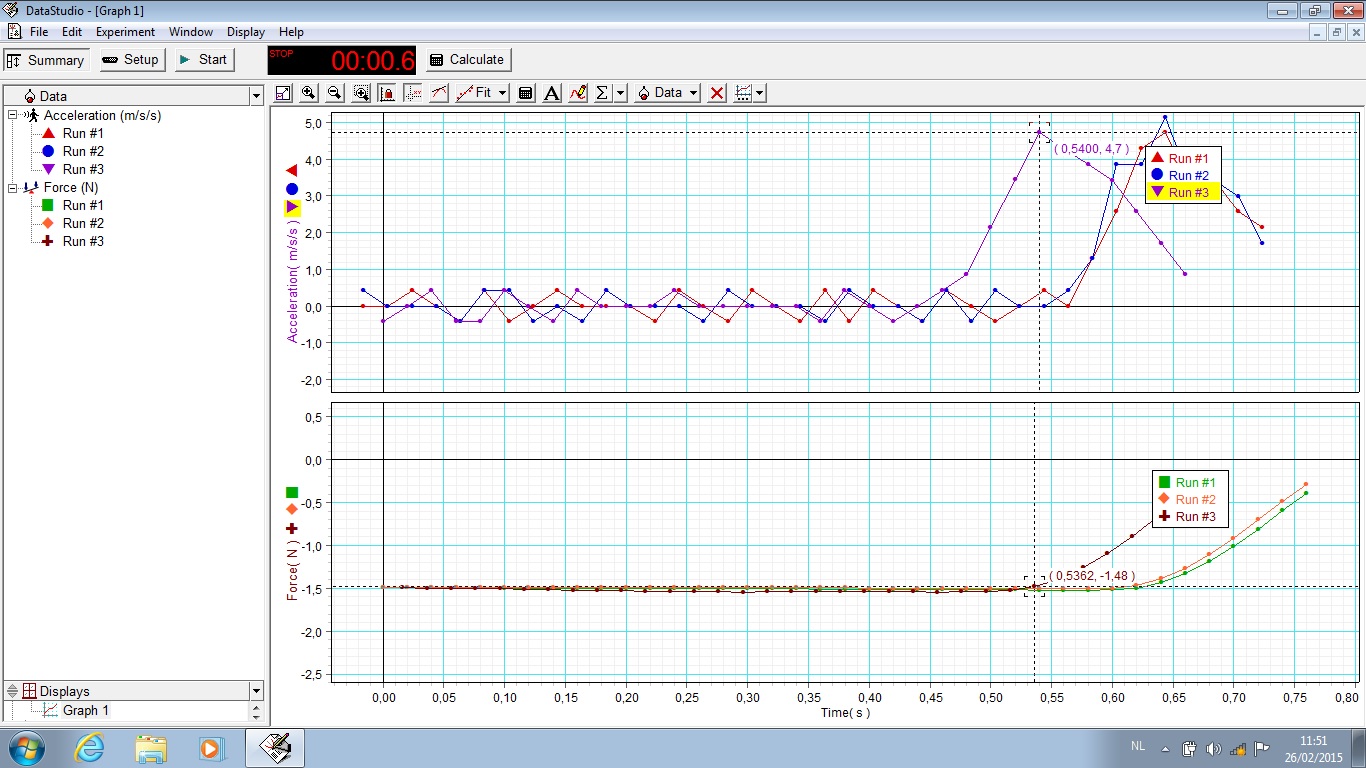 DataStudio - [Graph 1]
File Edit Experiment Window Display Help
Summary Setup Start STOP 00:00.6 Calculate
Fit A Σ Data
Data
Acceleration (m/s/s)
Run #1
Run #2
Run #3
Force (N)
Run #1
Run #2
Run #3
Displays
Graph 1
Acceleration( m/s/s )
5,0
4,0
3,0
2,0
1,0
0,0
-1,0
-2,0
( 0,5400, 4,7 )
Run #1
Run #2
Run #3
Force( N )
0,5
0,0
-0,5
-1,0
-1,5
-2,0
-2,5
Run #1
Run #2
Run #3
( 0,5362, -1,48 )
0,00 0,05 0,10 0,15 0,20 0,25 0,30 0,35 0,40 0,45 0,50 0,55 0,60 0,65 0,70 0,75 0,80
Time( s )
NL
11:51
26/02/2015